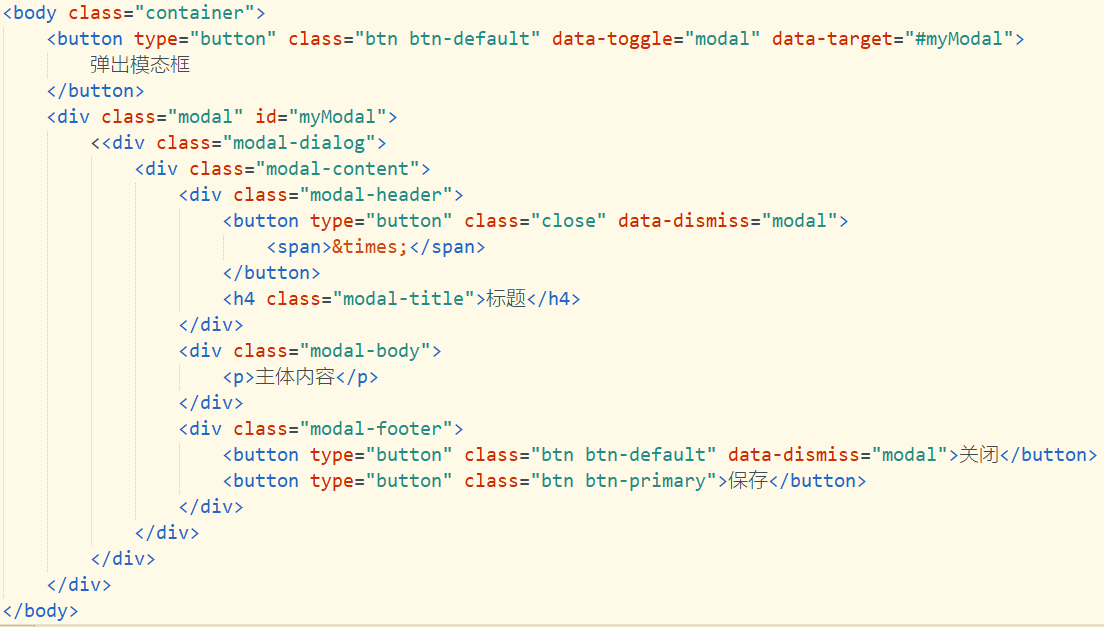 <body class="container">
<button type="button" class="btn btn-default" data-toggle="modal" data-target="#myModal">
弹出模态框
</button>
<div class="modal" id="myModal">
<<div class="modal-dialog">
<div class="modal-content">
<div class="modal-header">
<button type="button" class="close" data-dismiss="modal">
<span>&times;</span>
</button>
<h4 class="modal-title">标题</h4>
</div>
<div class="modal-body">
<p>主体内容</p>
</div>
<div class="modal-footer">
<button type="button" class="btn btn-default" data-dismiss="modal">关闭</button>
<button type="button" class="btn btn-primary">保存</button>
</div>
</div>
</div>
</div>
</body>